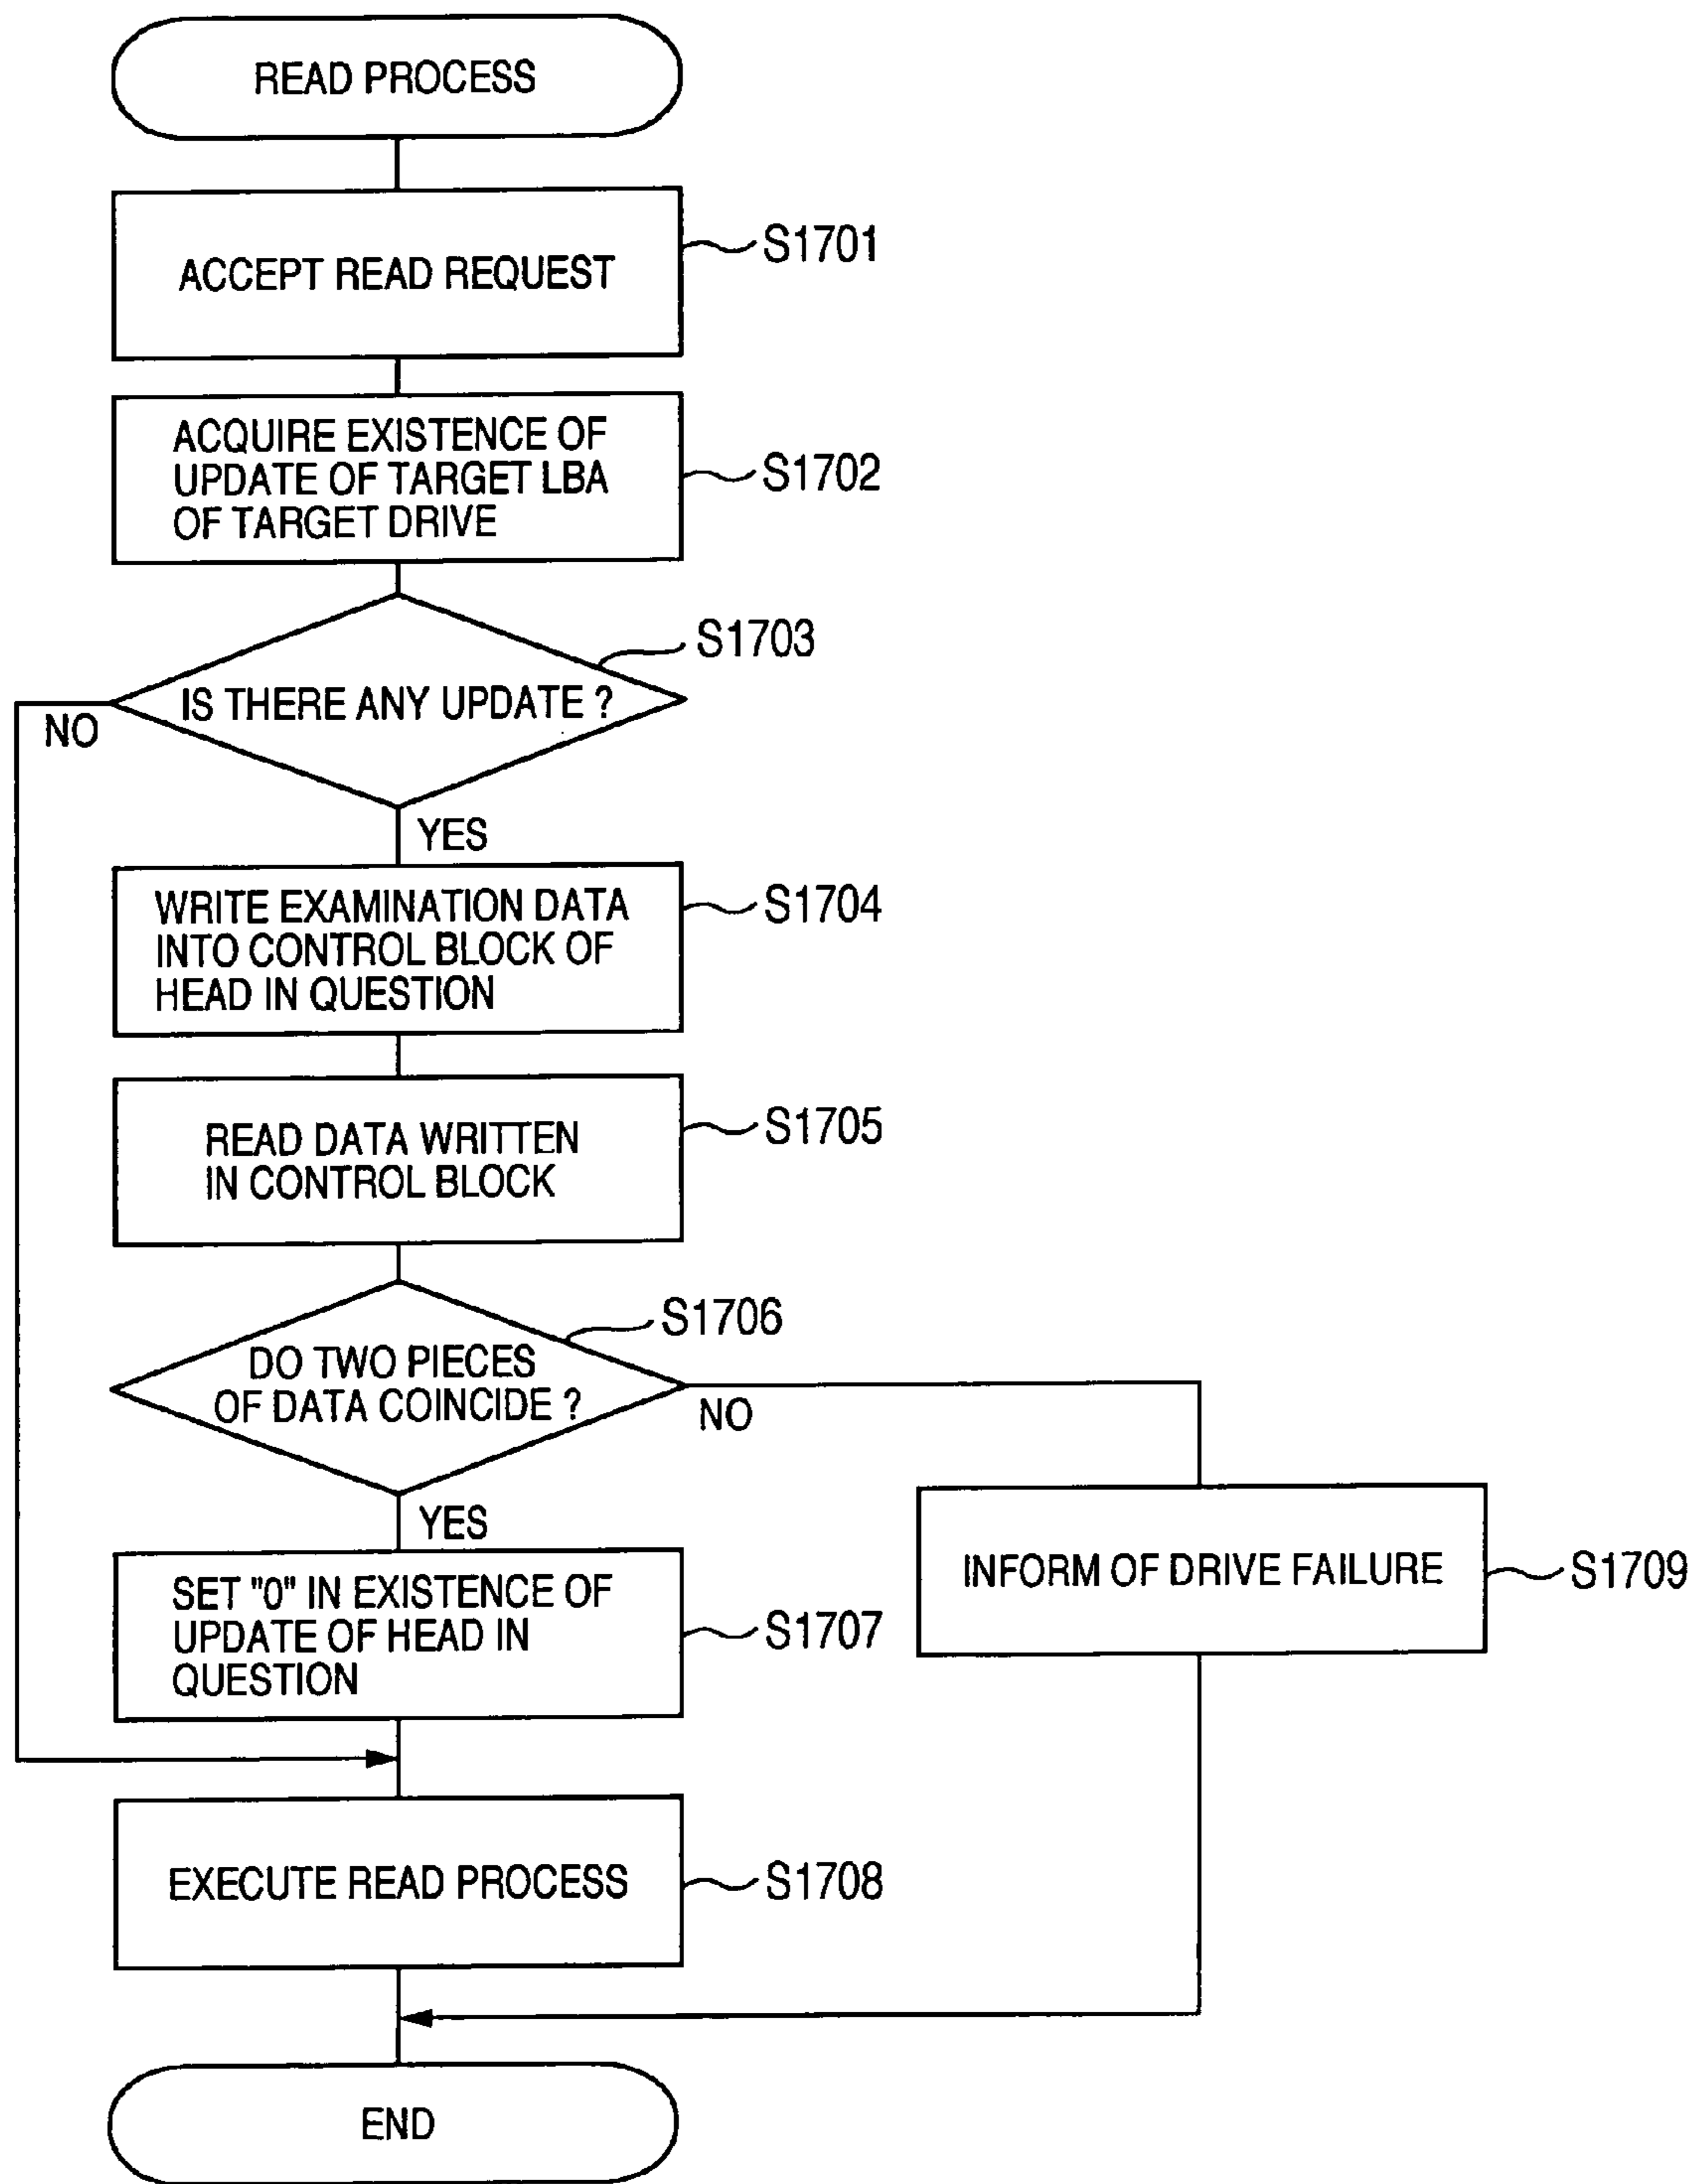 READ PROCESS
ACCEPT READ REQUEST
S1701
ACQUIRE EXISTENCE OF
UPDATE OF TARGET LBA
OF TARGET DRIVE
S1702
S1703
IS THERE ANY UPDATE ?
NO
YES
WRITE EXAMINATION DATA
INTO CONTROL BLOCK OF
HEAD IN QUESTION
S1704
READ DATA WRITTEN
IN CONTROL BLOCK
S1705
S1706
DO TWO PIECES
OF DATA COINCIDE ?
NO
YES
SET "0" IN EXISTENCE OF
UPDATE OF HEAD IN
QUESTION
S1707
INFORM OF DRIVE FAILURE
S1709
EXECUTE READ PROCESS
S1708
END